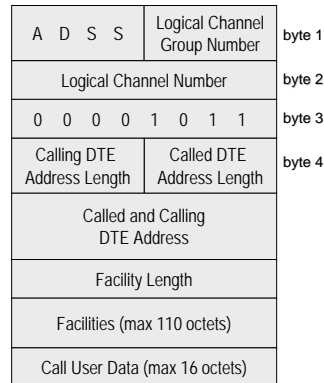 A D S S
Logical Channel
Group Number
byte 1
Logical Channel Number
byte 2
0 0 0 0 1 0 1 1
byte 3
Calling DTE
Address Length
Called DTE
Address Length
byte 4
Called and Calling
DTE Address
Facility Length
Facilities (max 110 octets)
Call User Data (max 16 octets)